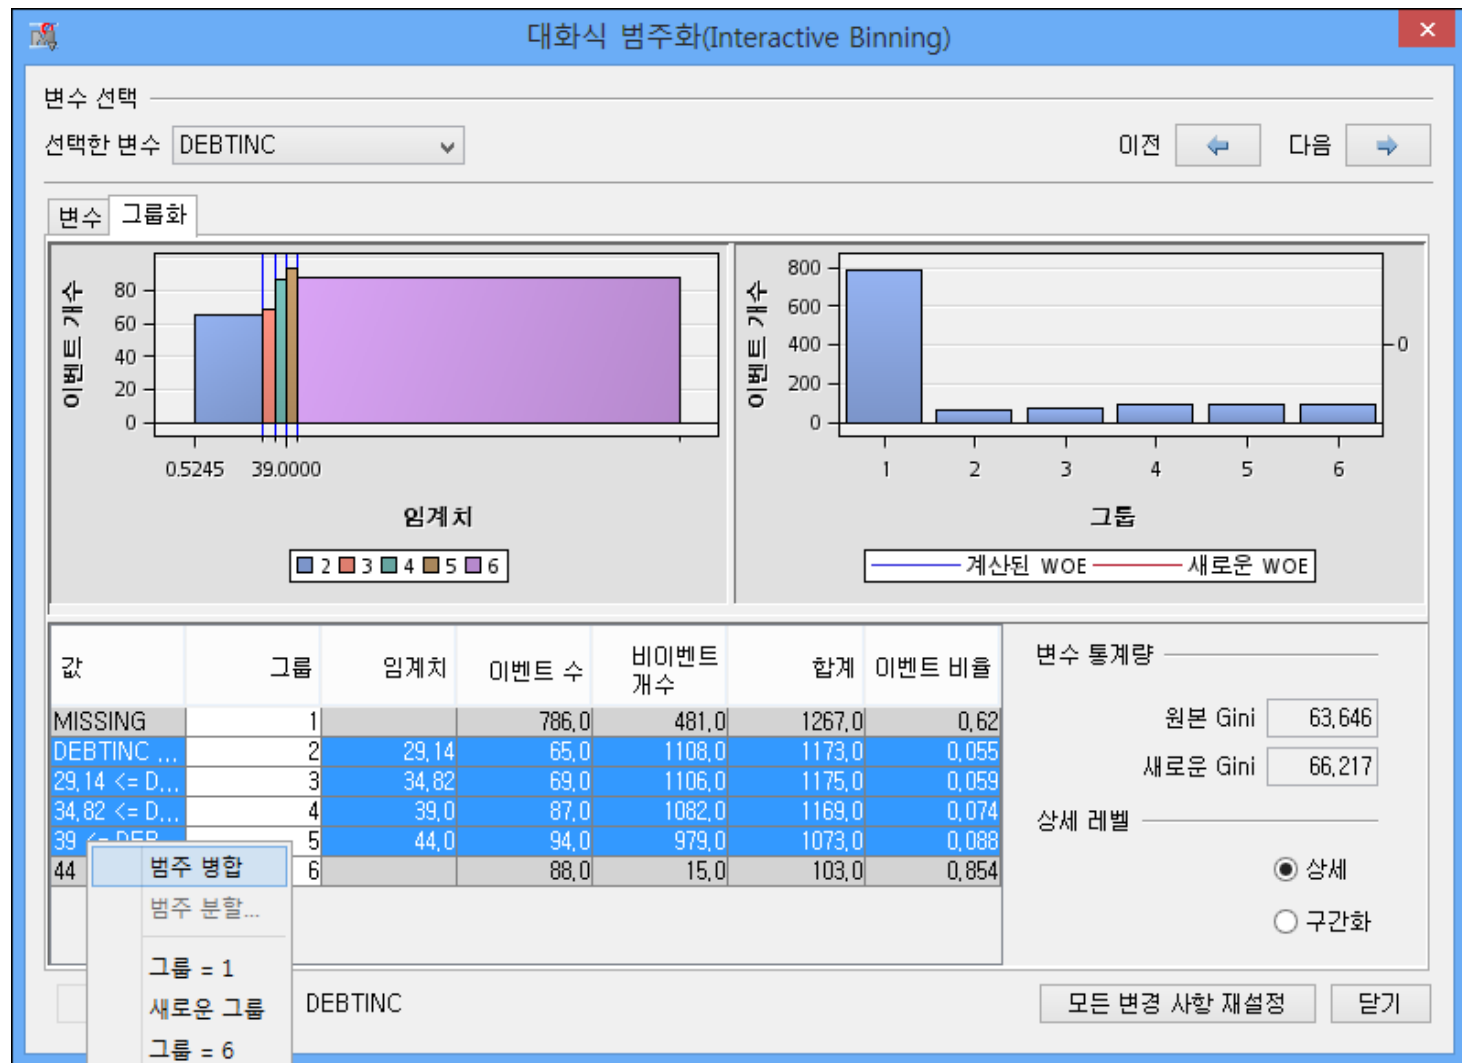 대화식 범주화(Interactive Binning)
변수 선택
선택한 변수 DEBTINC 이전 다음
변수 그룹화
이벤트 개수
80
60
40
20
0
0.5245 39.0000
임계치
2 3 4 5 6
이벤트 개수
800
600
400
200
0
0
1 2 3 4 5 6
그룹
계산된 WOE 새로운 WOE
값 그룹 임계치 이벤트 수 비이벤트 개수 합계 이벤트 비율
MISSING 1 786,0 481,0 1267,0 0,62
DEBTINC ... 2 29,14 65,0 1108,0 1173,0 0,055
29,14 <= D... 3 34,82 69,0 1106,0 1175,0 0,059
34,82 <= D... 4 39,0 87,0 1082,0 1169,0 0,074
39 <= DEB... 5 44,0 94,0 979,0 1073,0 0,088
44 6 88,0 15,0 103,0 0,854
변수 통계량
원본 Gini 63,646
새로운 Gini 66,217
상세 레벨
상세
구간화
범주 병합
범주 분할...
그룹 = 1
새로운 그룹
그룹 = 6
DEBTINC
모든 변경 사항 재설정 닫기